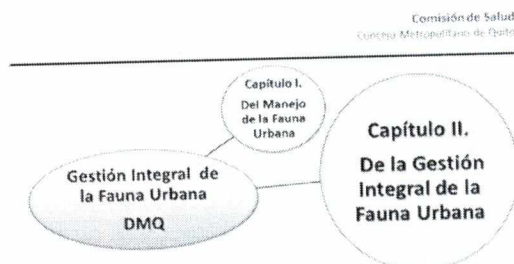 Comisión de Salud
Concejo Metropolitano de Quito
Capítulo I.
Del Manejo
de la Fauna
Urbana
Capítulo II.
De la Gestión
Integral de la
Fauna Urbana
Gestión Integral de
la Fauna Urbana
DMQ